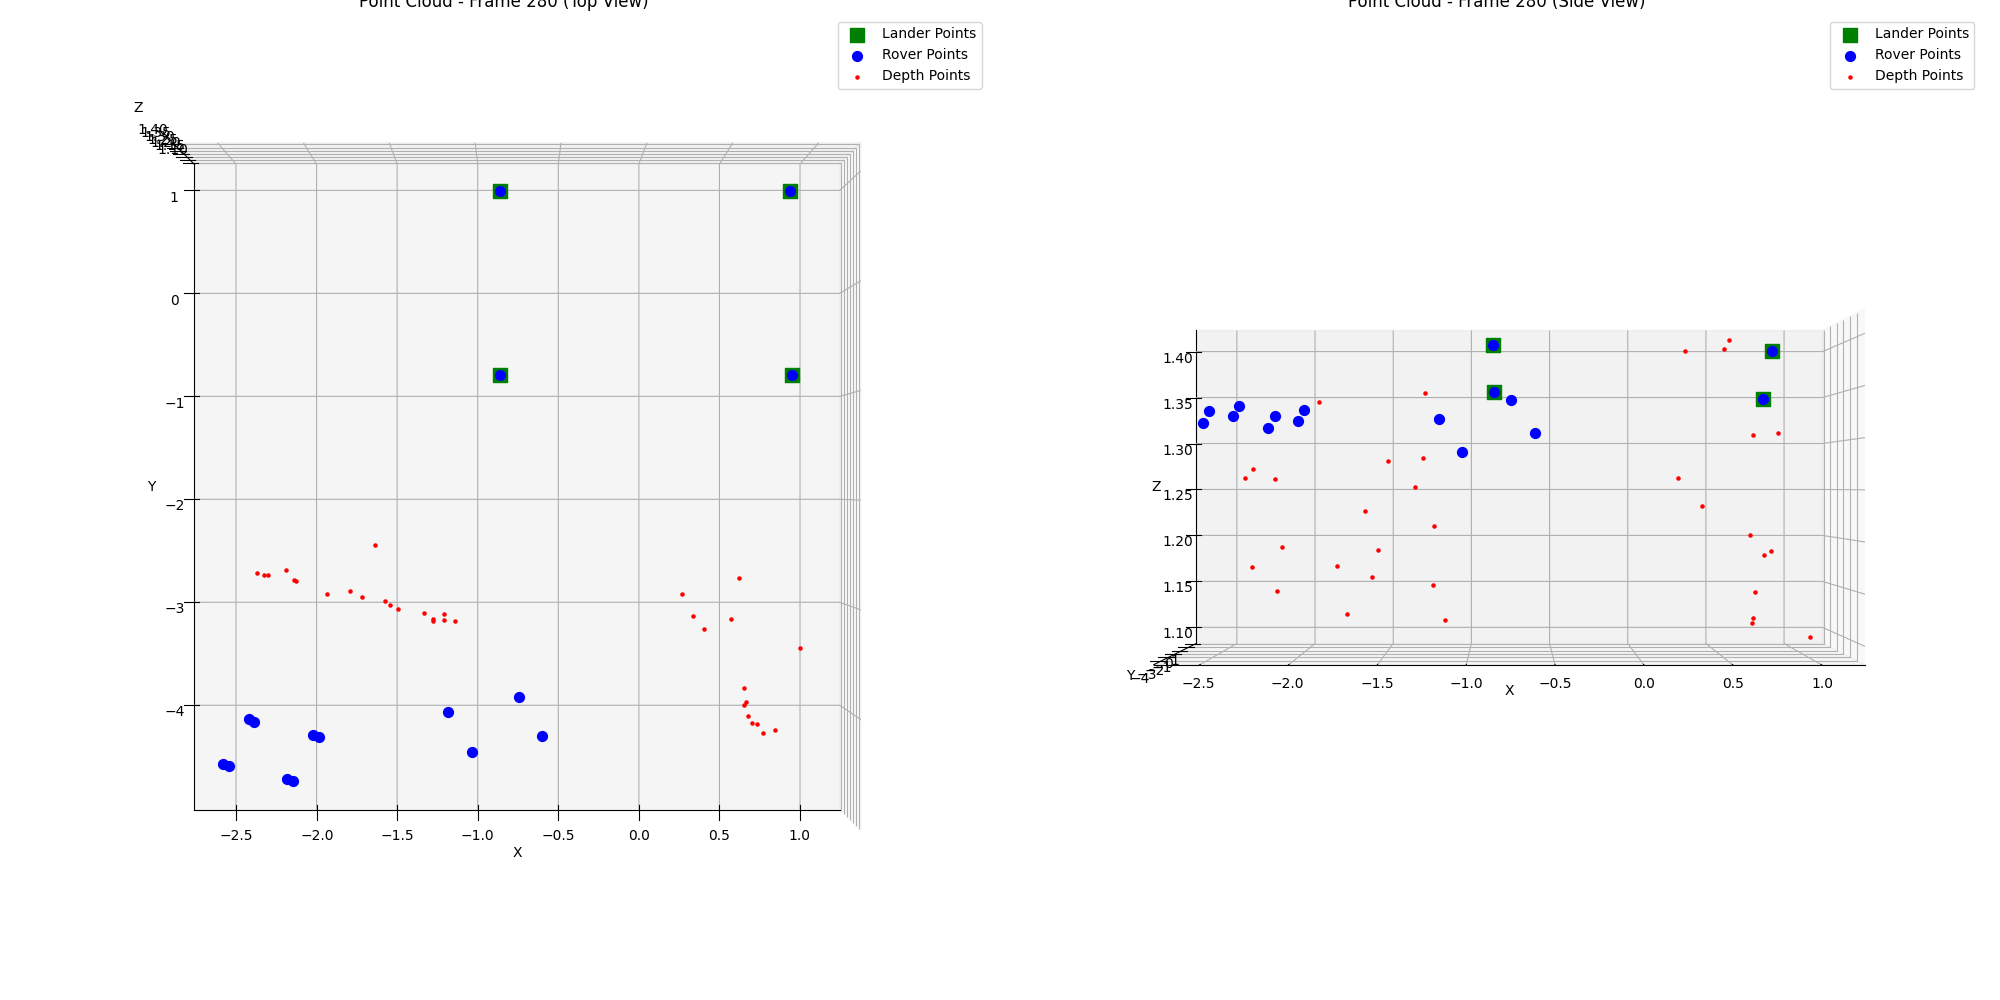 Point Cloud - Frame 280 (Top View)
Lander Points
Rover Points
Depth Points
Z
1.40
1.10
1
0
−1
Y
−2
−3
−4
−2.5 −2.0 −1.5 −1.0 −0.5 0.0 0.5 1.0
X
Point Cloud - Frame 280 (Side View)
Lander Points
Rover Points
Depth Points
1.40
1.35
1.30
Z
1.25
1.20
1.15
1.10
Y
−2.5 −2.0 −1.5 −1.0 −0.5 0.0 0.5 1.0
X